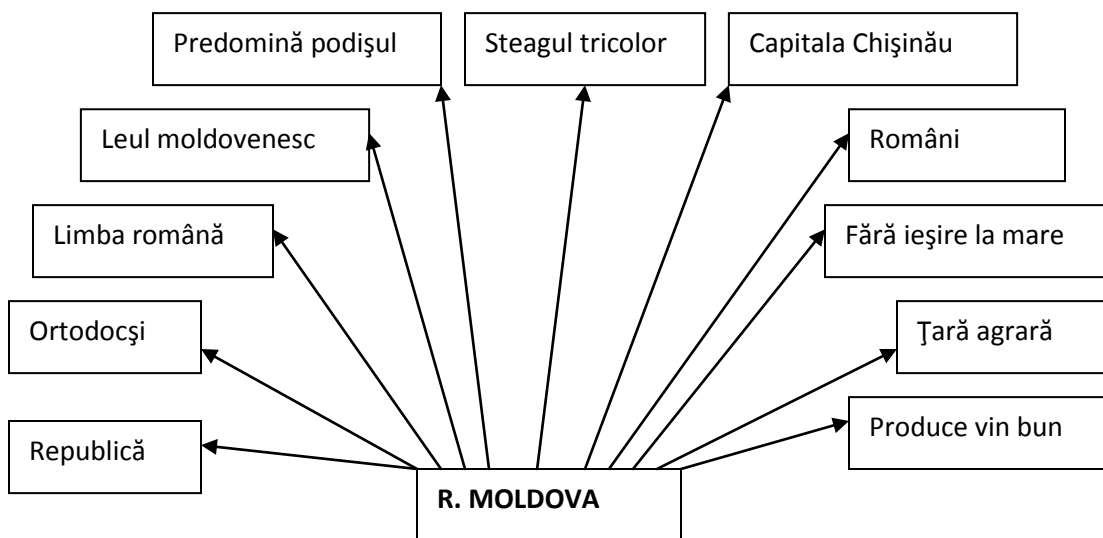 Predomină podişul
Steagul tricolor
Capitala Chişinău
Leul moldovenesc
Români
Limba română
Fără ieşire la mare
Ortodocşi
Ţară agrară
Republică
Produce vin bun
R. MOLDOVA